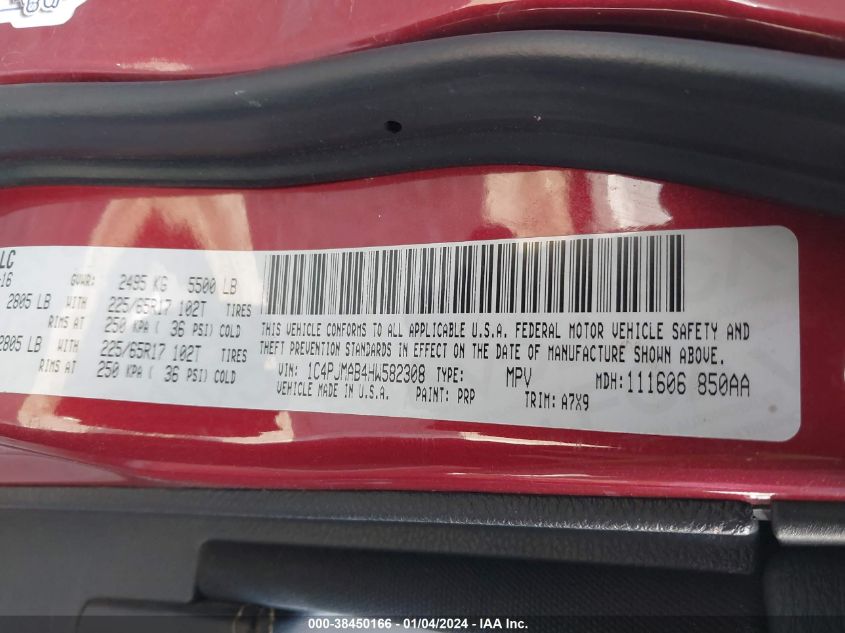 LC
-16
GVWR: 2495 KG 5500 LB
2805 LB WITH 225/65R17 102T TIRES
RIMS AT 250 KPA ( 36 PSI) COLD
2805 LB WITH 225/65R17 102T TIRES
RIMS AT 250 KPA ( 36 PSI) COLD
THIS VEHICLE CONFORMS TO ALL APPLICABLE U.S.A. FEDERAL MOTOR VEHICLE SAFETY AND
THEFT PREVENTION STANDARDS IN EFFECT ON THE DATE OF MANUFACTURE SHOWN ABOVE.
VIN: 1C4PJMAB4HW582308 TYPE: MPV MDH: 111606 850AA
VEHICLE MADE IN U.S.A. PAINT: PRP TRIM: A7X9
000-38450166 - 01/04/2024 - IAA Inc.